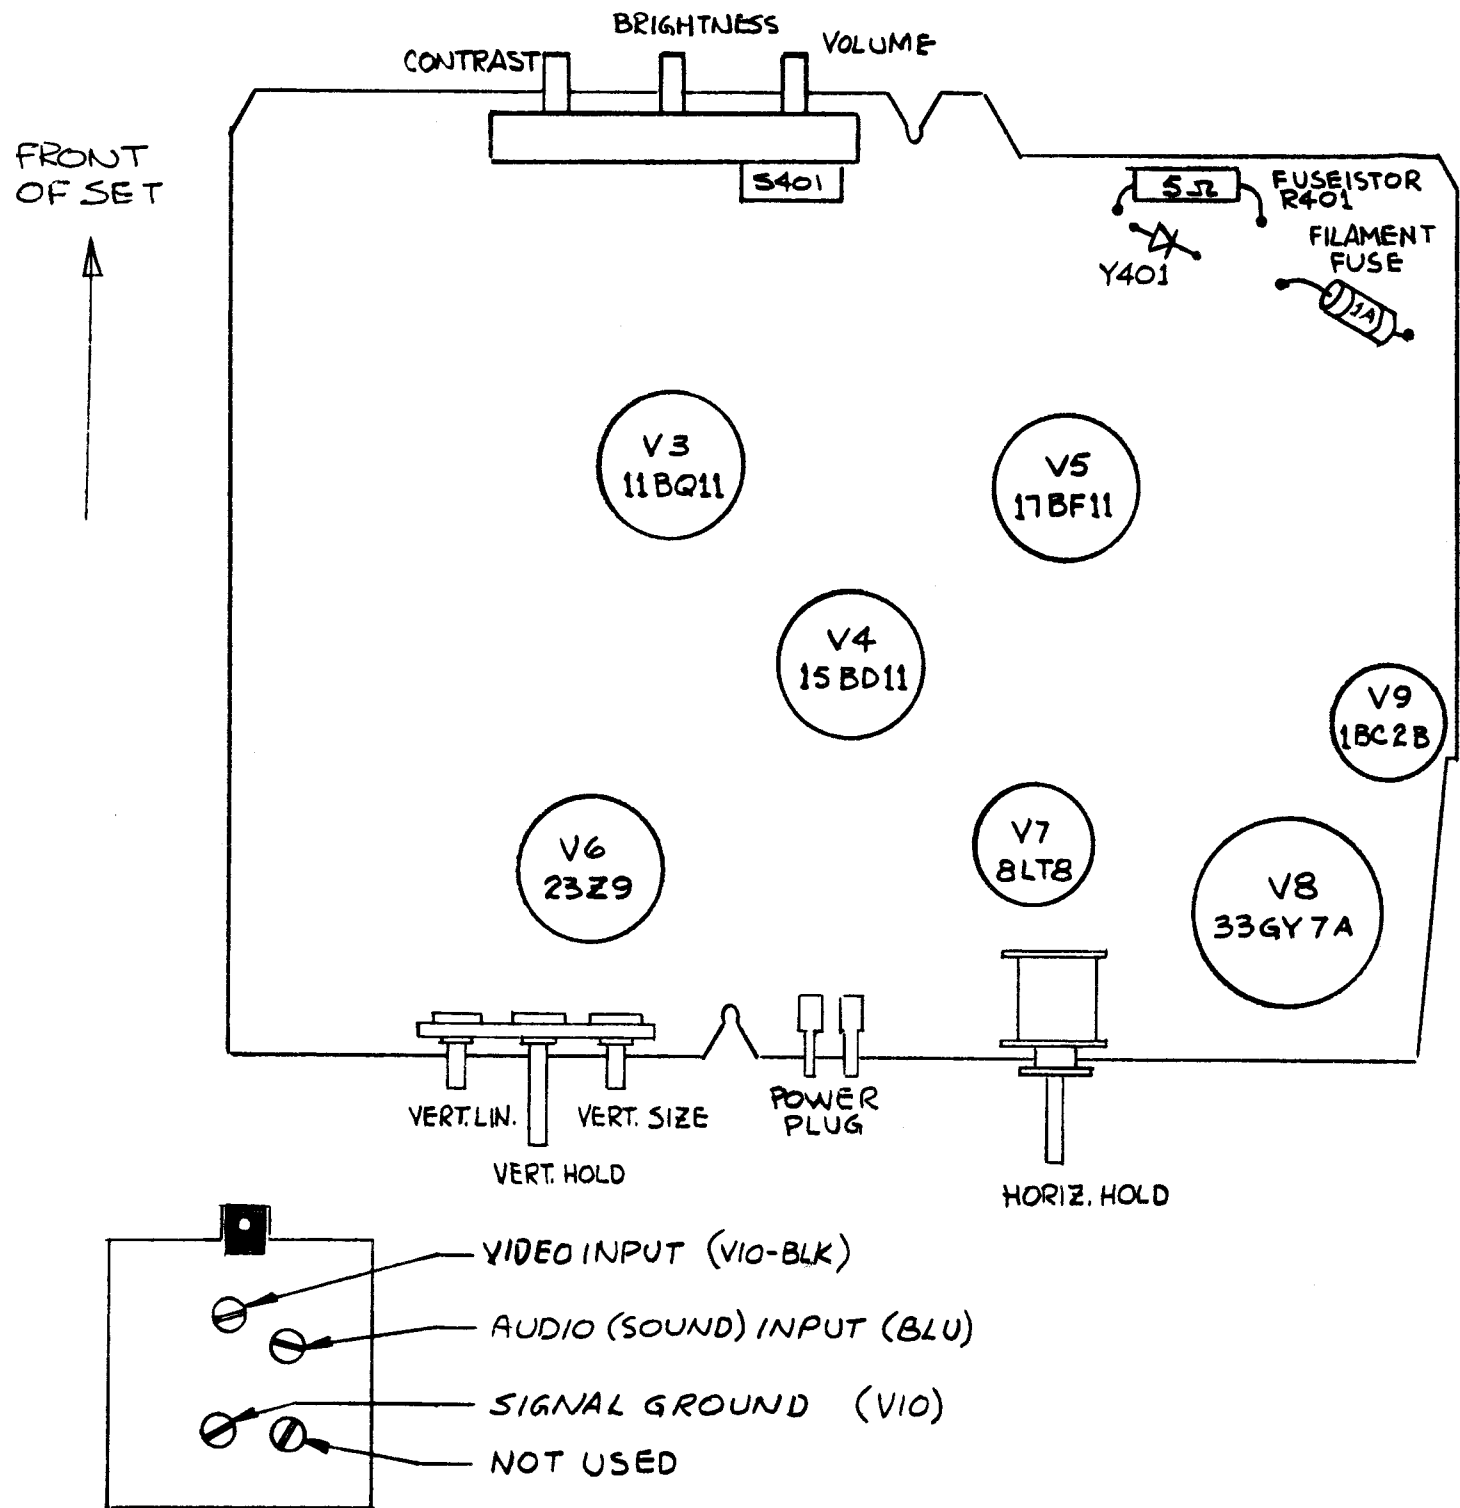 BRIGHTNESS
CONTRAST
VOLUME
FRONT
OF SET
S401
5Ω
FUSEISTOR
R401
FILAMENT
FUSE
Y401
1A
V3
11BQ11
V5
17BF11
V4
15BD11
V9
1BC2B
V6
23Z9
V7
8LT8
V8
33GY7A
VERT. LIN.
VERT. SIZE
VERT. HOLD
POWER
PLUG
HORIZ. HOLD
VIDEO INPUT (VIO-BLK)
AUDIO (SOUND) INPUT (BLU)
SIGNAL GROUND (VIO)
NOT USED